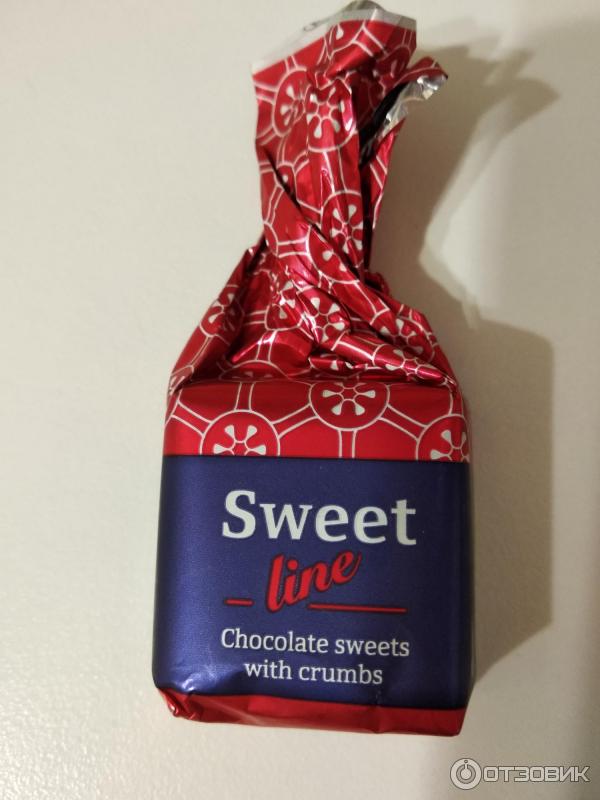 Sweet
line
Chocolate sweets
with crumbs
ОТЗОВИК